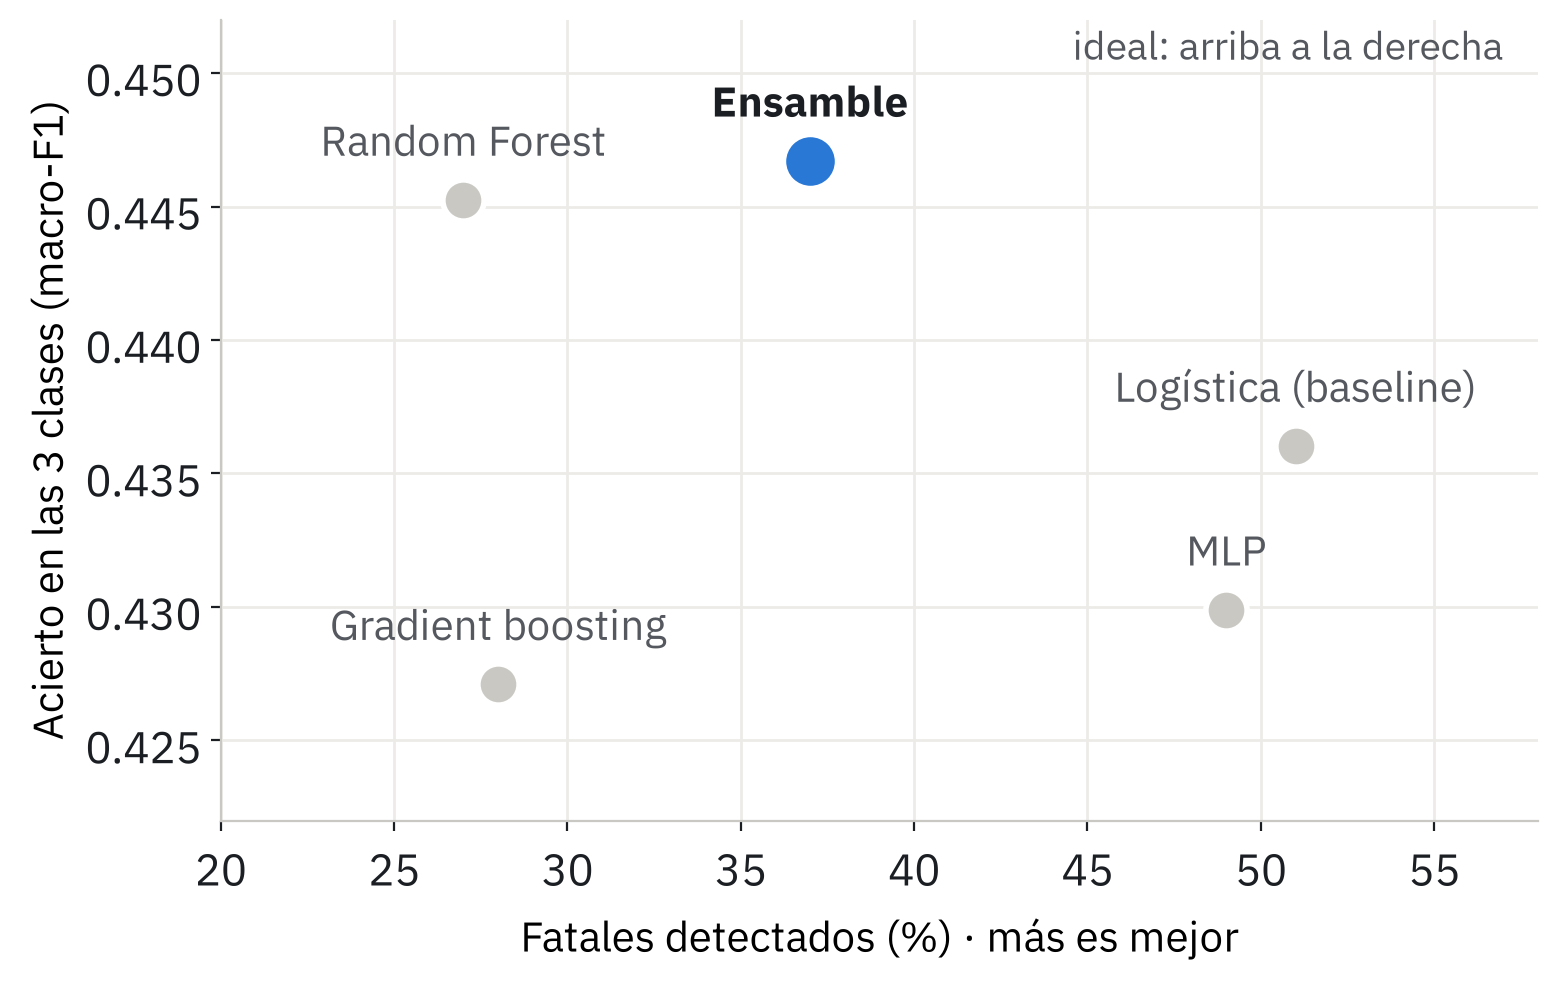 ideal: arriba a la derecha
0.450
Ensamble
Random Forest
0.445
0.440
Logística (baseline)
0.435
MLP
0.430
Gradient boosting
0.425
Acierto en las 3 clases (macro-F1)
20 25 30 35 40 45 50 55
Fatales detectados (%) · más es mejor